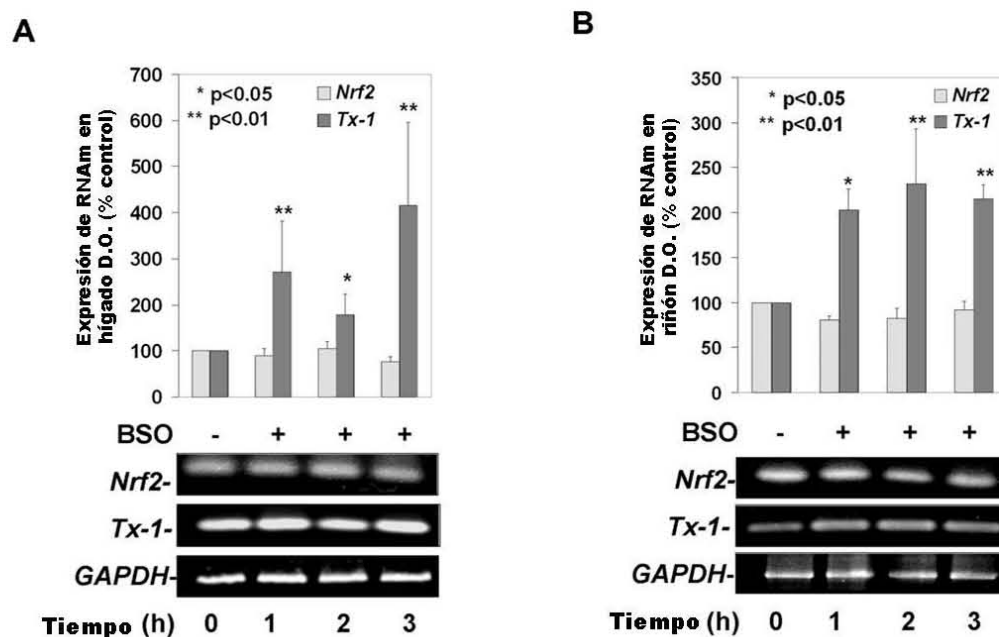 A
Expresión de RNAm en
hígado D.O. (% control)
700
600
500
400
300
200
100
0
* p<0.05
** p<0.01
Nrf2
Tx-1
**
*
**
BSO - + + +
Nrf2-
Tx-1-
GAPDH-
Tiempo (h) 0 1 2 3
B
Expresión de RNAm en
riñón D.O. (% control)
350
300
250
200
150
100
50
0
* p<0.05
** p<0.01
Nrf2
Tx-1
*
**
**
BSO - + + +
Nrf2-
Tx-1-
GAPDH-
Tiempo (h) 0 1 2 3